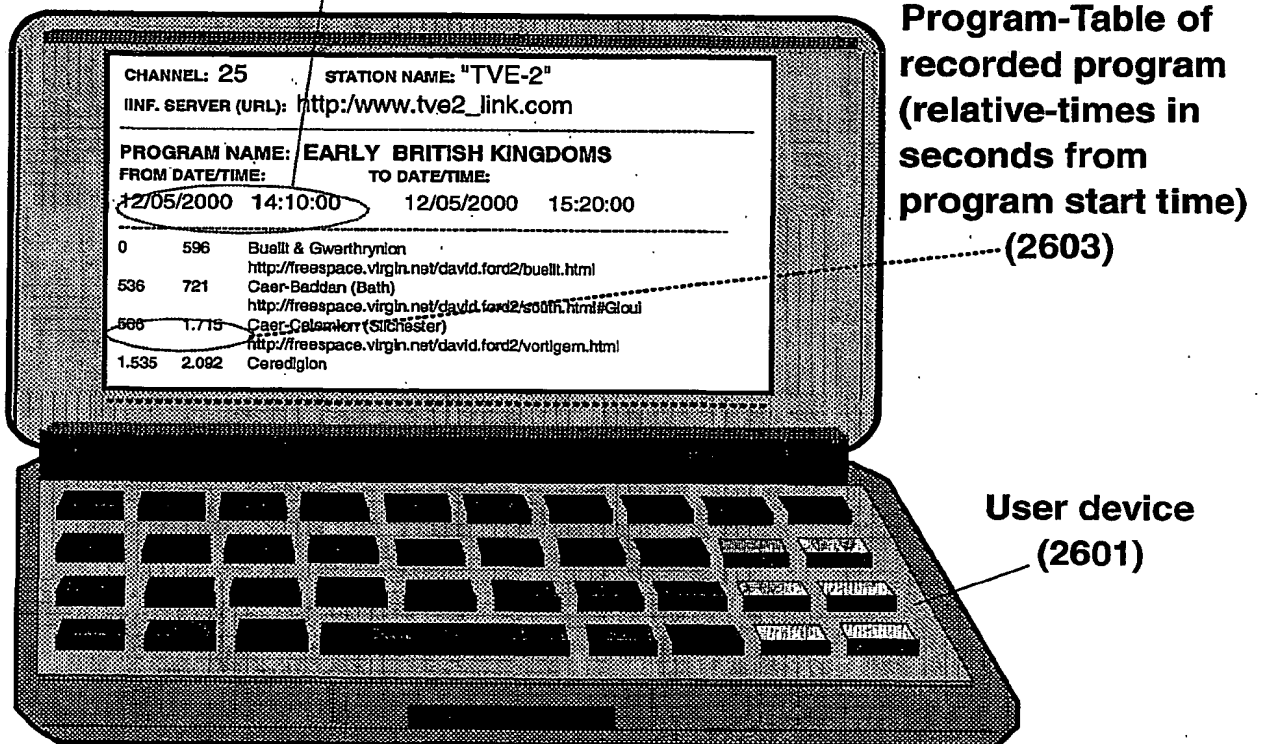 CHANNEL: 25 STATION NAME: "TVE-2"
IINF. SERVER (URL): http:/www.tve2_link.com
PROGRAM NAME: EARLY BRITISH KINGDOMS
FROM DATE/TIME: TO DATE/TIME:
12/05/2000 14:10:00 12/05/2000 15:20:00
0 596 Buellt & Gwerthrynion
http://freespace.virgin.net/david.ford2/buellt.html
536 721 Caer-Baddan (Bath)
http://freespace.virgin.net/david.ford2/south.html#Gloui
1.715 (Silchester)
http://freespace.virgin.net/david.ford2/vortigern.html
1.535 2.092 Ceredigion
Program-Table of
recorded program
(relative-times in
seconds from
program start time)
(2603)
User device
(2601)